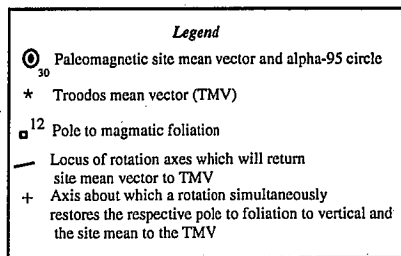 Legend
30 Paleomagnetic site mean vector and alpha-95 circle
* Troodos mean vector (TMV)
12 Pole to magmatic foliation
Locus of rotation axes which will return
site mean vector to TMV
+ Axis about which a rotation simultaneously
restores the respective pole to foliation to vertical and
the site mean to the TMV